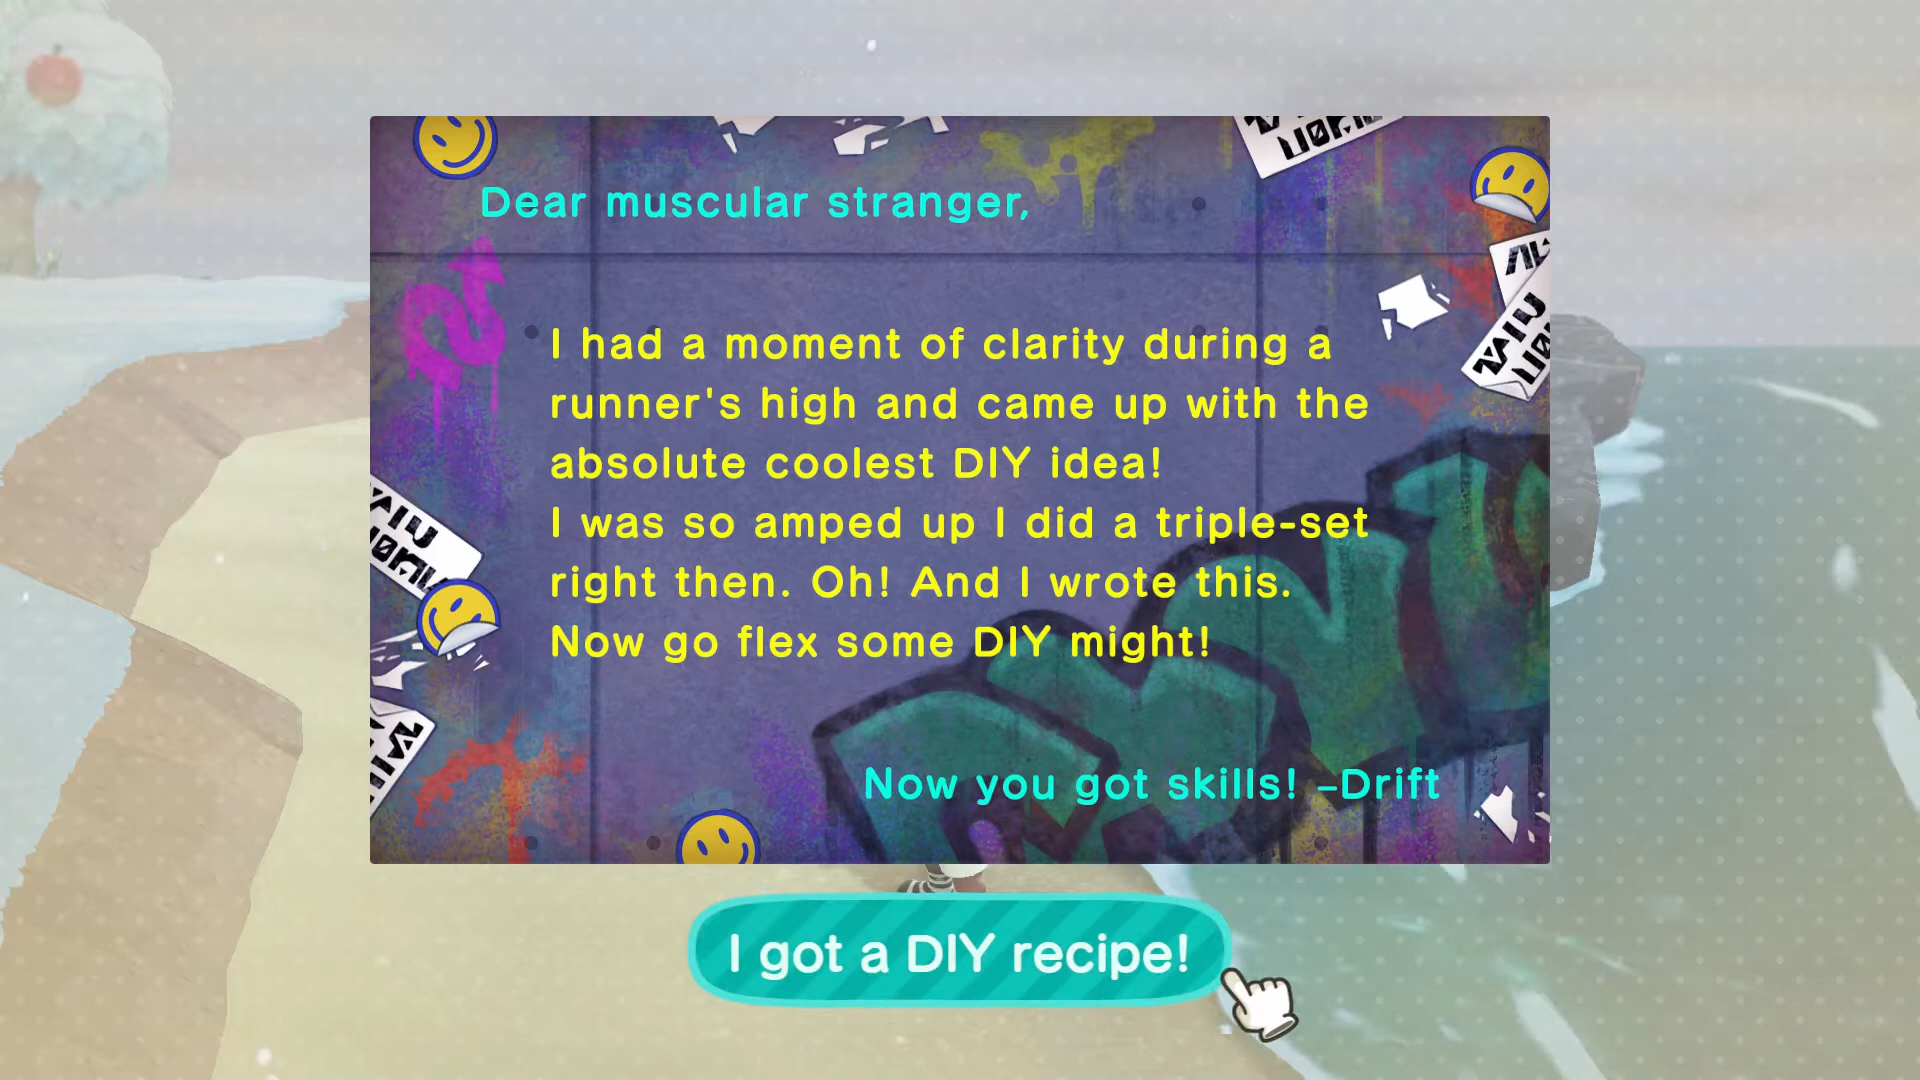 Dear muscular stranger,
I had a moment of clarity during a
runner's high and came up with the
absolute coolest DIY idea!
I was so amped up I did a triple-set
right then. Oh! And I wrote this.
Now go flex some DIY might!
Now you got skills! –Drift
I got a DIY recipe!